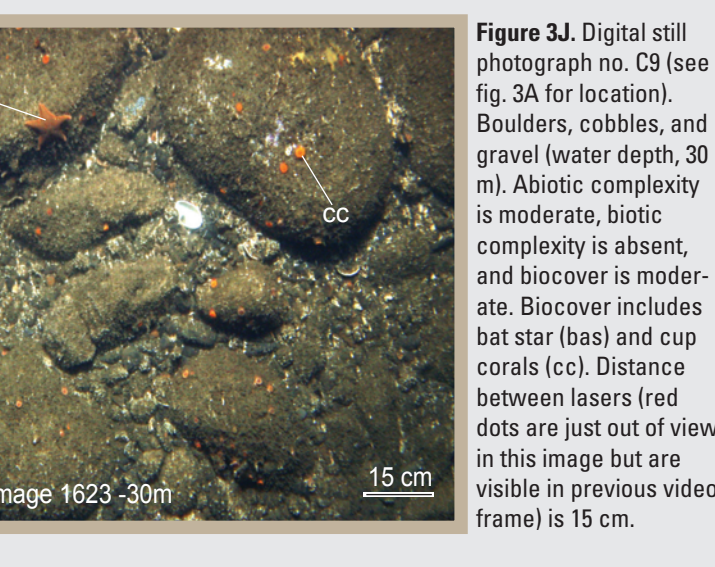 cc
mage 1623 -30m
15 cm
Figure 3J. Digital still
photograph no. C9 (see
fig. 3A for location).
Boulders, cobbles, and
gravel (water depth, 30
m). Abiotic complexity
is moderate, biotic
complexity is absent,
and biocover is moder-
ate. Biocover includes
bat star (bas) and cup
corals (cc). Distance
between lasers (red
dots are just out of view
in this image but are
visible in previous video
frame) is 15 cm.